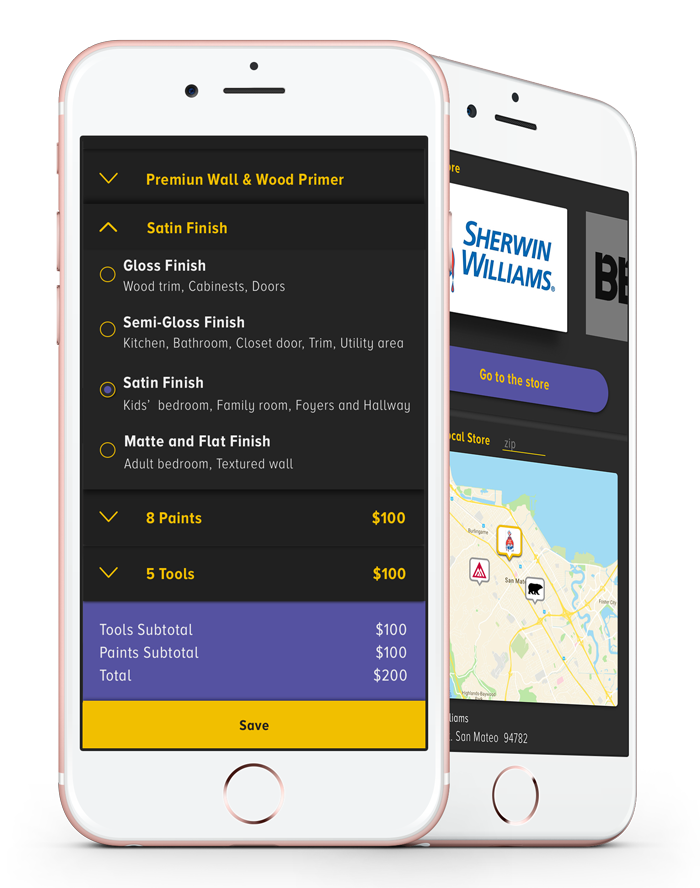 Premiun Wall & Wood Primer
Satin Finish
Gloss Finish
Wood trim, Cabinests, Doors
Semi-Gloss Finish
Kitchen, Bathroom, Closet door, Trim, Utility area
Satin Finish
Kids' bedroom, Family room, Foyers and Hallway
Matte and Flat Finish
Adult bedroom, Textured wall
8 Paints $100
5 Tools $100
Tools Subtotal $100
Paints Subtotal $100
Total $200
Save
ore
SHERWIN
WILLIAMS®
BE
Go to the store
ocal Store zip
Burlingame
San Mat
Foster City
Highlands-Baywood
Park
liams
. San Mateo 94782